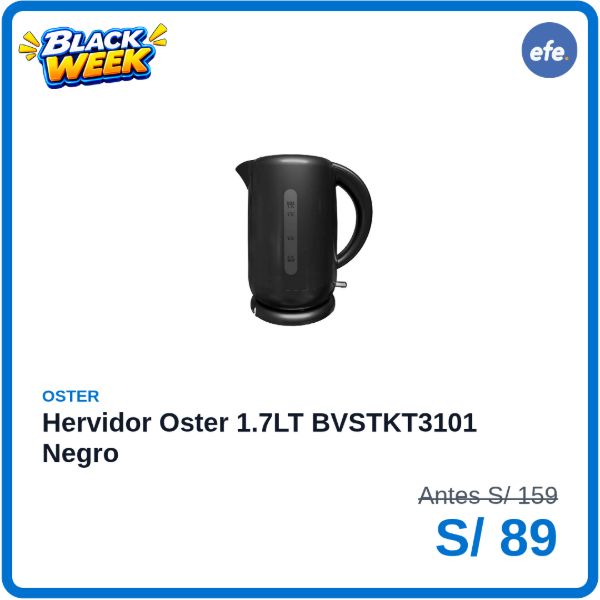 BLACK
WEEK
efe.
OSTER
Hervidor Oster 1.7LT BVSTKT3101
Negro
Antes S/ 159
S/ 89